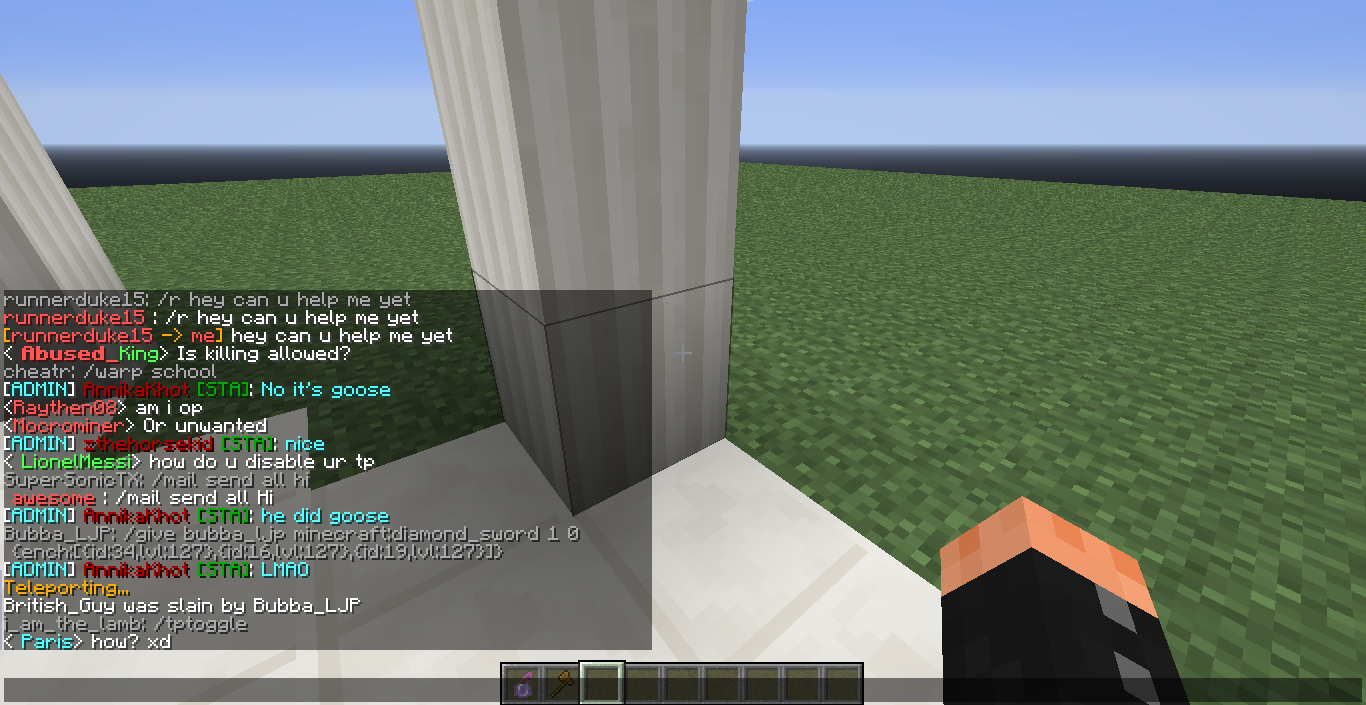 runnerduke15: /r hey can u help me yet
runnerduke15 : /r hey can u help me yet
[runnerduke15 -> me] hey can u help me yet
< Abused_King> Is killing allowed?
cheatr: /warp school
[ADMIN] AnnikaKhot [STA]: No it's goose
<Raythen08> am i op
<Mocrominer> Or unwanted
[ADMIN] zthehorsekid [STA]: nice
< LionelMessi> how do u disable ur tp
SuperSonicTX: /mail send all hi
awesome : /mail send all Hi
[ADMIN] AnnikaKhot [STA]: he did goose
Bubba_LJP: /give bubba_ljp minecraft:diamond_sword 1 0
{ench:[{id:34,lvl:127},{id:16,lvl:127},{id:19,lvl:127}]}
[ADMIN] AnnikaKhot [STA]: LMAO
Teleporting...
British_Guy was slain by Bubba_LJP
i_am_the_lamb: /tptoggle
< Paris> how? xd